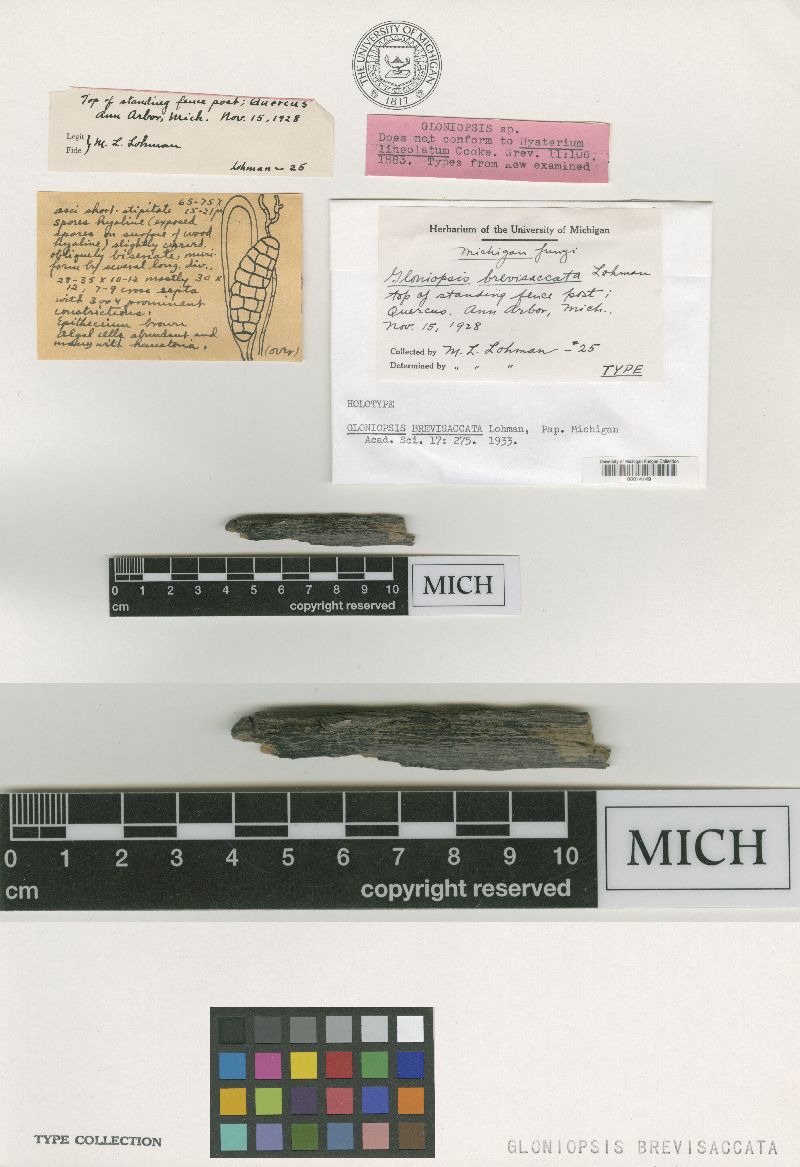 THE UNIVERSITY OF MICHIGAN
1817
Top of standing fence post; Quercus
Ann Arbor, Mich. Nov. 15, 1928
Legit
Fide } M. L. Lohman
Lohman - 25
GLONIOPSIS sp.
Does not conform to Hysterium
lineolatum Cooke. Grev. 11:106.
1883. Types from Kew examined
asci short-stipitate 65-75 x
15-21µ
spores hyaline (exposed
spores on surface of wood
hyaline) slightly curved,
obliquely biseriate, muri-
form by several long. div.,
28-35 x 10-12 mostly 30 x
12; 7-9 cross septa
with 3 or 4 prominent
constrictions.
Epithecium brown
Algal cells abundant and
many with haustoria.
(over)
Herbarium of the University of Michigan
Michigan fungi
Gloniopsis brevisaccata Lohman
top of standing fence post;
Quercus. Ann Arbor, Mich..
Nov. 15, 1928
Collected by M. L. Lohman - #25
Determined by " " "
TYPE
HOLOTYPE
GLONIOPSIS BREVISACCATA Lohman, Pap. Michigan
Acad. Sci. 17: 275. 1933.
University of Michigan Fungus Collection
0 1 2 3 4 5 6 7 8 9 10
cm
copyright reserved
MICH
0 1 2 3 4 5 6 7 8 9 10
cm
copyright reserved
MICH
TYPE COLLECTION
GLONIOPSIS BREVISACCATA